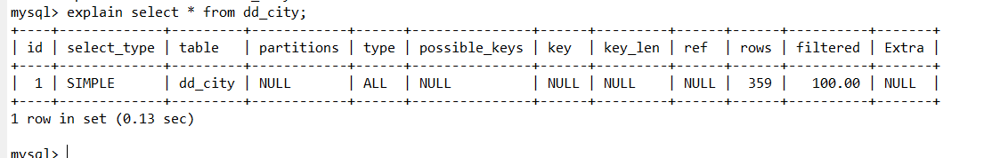 mysql> explain select * from dd_city;
+----+-------------+---------+------------+------+---------------+------+---------+------+------+----------+-------+
| id | select_type | table   | partitions | type | possible_keys | key  | key_len | ref  | rows | filtered | Extra |
+----+-------------+---------+------------+------+---------------+------+---------+------+------+----------+-------+
|  1 | SIMPLE      | dd_city | NULL       | ALL  | NULL          | NULL | NULL    | NULL |  359 |   100.00 | NULL  |
+----+-------------+---------+------------+------+---------------+------+---------+------+------+----------+-------+
1 row in set (0.13 sec)
mysql>